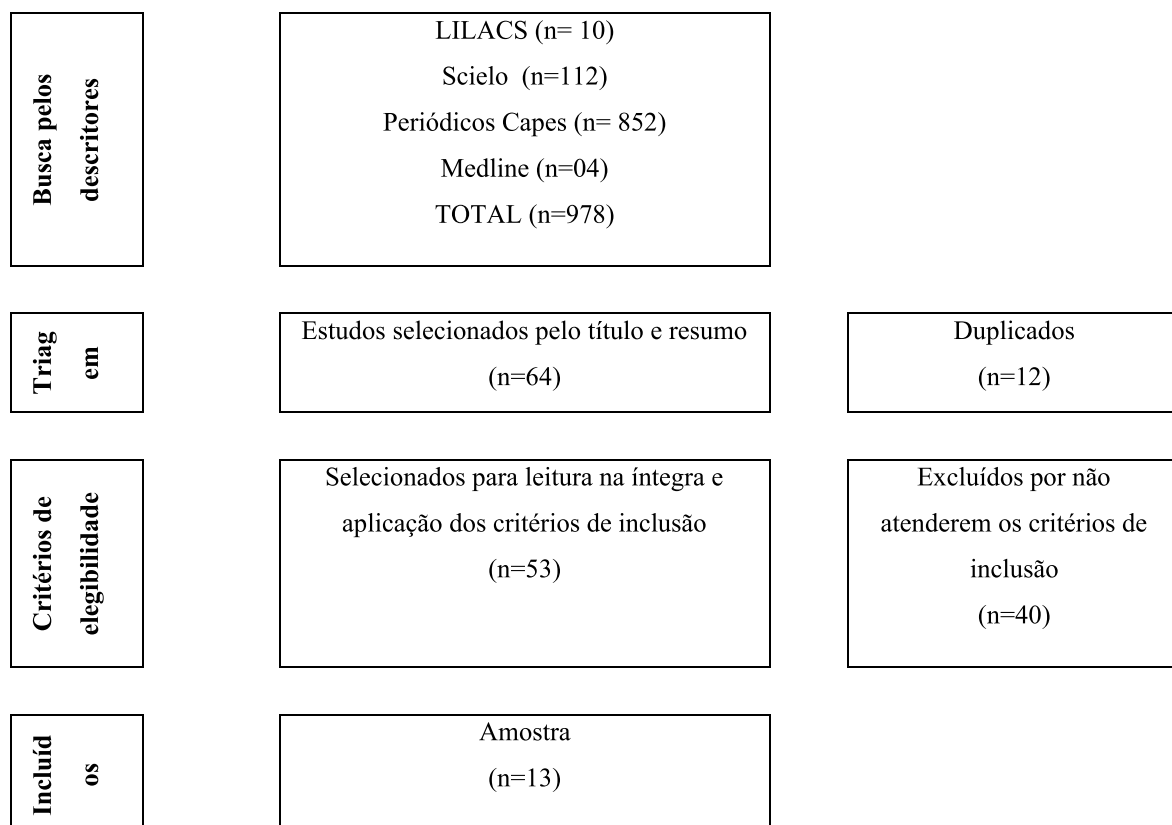 Busca pelos
descritores
LILACS (n= 10)
Scielo (n=112)
Periódicos Capes (n= 852)
Medline (n=04)
TOTAL (n=978)
Triag
em
Estudos selecionados pelo título e resumo
(n=64)
Duplicados
(n=12)
Critérios de
elegibilidade
Selecionados para leitura na íntegra e
aplicação dos critérios de inclusão
(n=53)
Excluídos por não
atenderem os critérios de
inclusão
(n=40)
Incluíd
os
Amostra
(n=13)